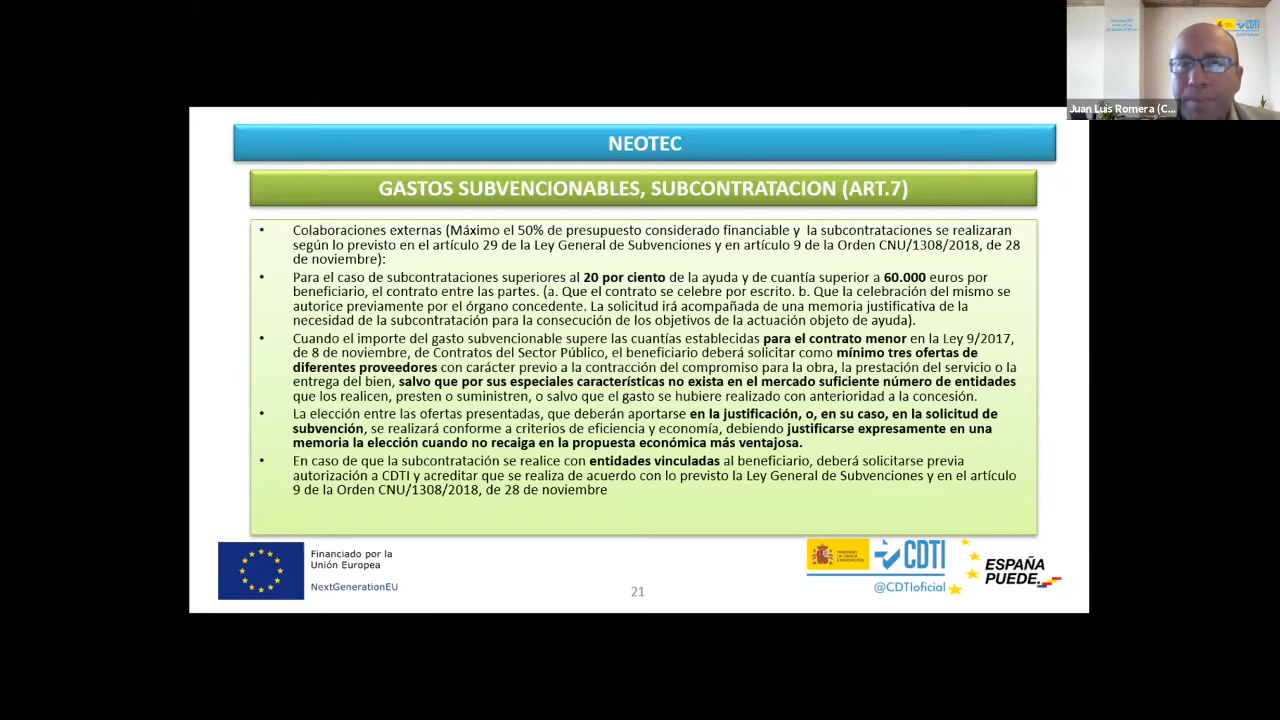 CDTI
Juan Luis Romera (C...
NEOTEC
GASTOS SUBVENCIONABLES, SUBCONTRATACION (ART.7)
• Colaboraciones externas (Máximo el 50% de presupuesto considerado financiable y la subcontrataciones se realizaran
según lo previsto en el artículo 29 de la Ley General de Subvenciones y en artículo 9 de la Orden CNU/1308/2018, de 28
de noviembre):
• Para el caso de subcontrataciones superiores al 20 por ciento de la ayuda y de cuantía superior a 60.000 euros por
beneficiario, el contrato entre las partes. (a. Que el contrato se celebre por escrito. b. Que la celebración del mismo se
autorice previamente por el órgano concedente. La solicitud irá acompañada de una memoria justificativa de la
necesidad de la subcontratación para la consecución de los objetivos de la actuación objeto de ayuda).
• Cuando el importe del gasto subvencionable supere las cuantías establecidas para el contrato menor en la Ley 9/2017,
de 8 de noviembre, de Contratos del Sector Público, el beneficiario deberá solicitar como mínimo tres ofertas de
diferentes proveedores con carácter previo a la contracción del compromiso para la obra, la prestación del servicio o la
entrega del bien, salvo que por sus especiales características no exista en el mercado suficiente número de entidades
que los realicen, presten o suministren, o salvo que el gasto se hubiere realizado con anterioridad a la concesión.
• La elección entre las ofertas presentadas, que deberán aportarse en la justificación, o, en su caso, en la solicitud de
subvención, se realizará conforme a criterios de eficiencia y economía, debiendo justificarse expresamente en una
memoria la elección cuando no recaiga en la propuesta económica más ventajosa.
• En caso de que la subcontratación se realice con entidades vinculadas al beneficiario, deberá solicitarse previa
autorización a CDTI y acreditar que se realiza de acuerdo con lo previsto la Ley General de Subvenciones y en el artículo
9 de la Orden CNU/1308/2018, de 28 de noviembre
Financiado por la
Unión Europea
NextGenerationEU
21
MINISTERIO
DE CIENCIA
E INNOVACIÓN
CDTI
@CDTIoficial
ESPAÑA
PUEDE.